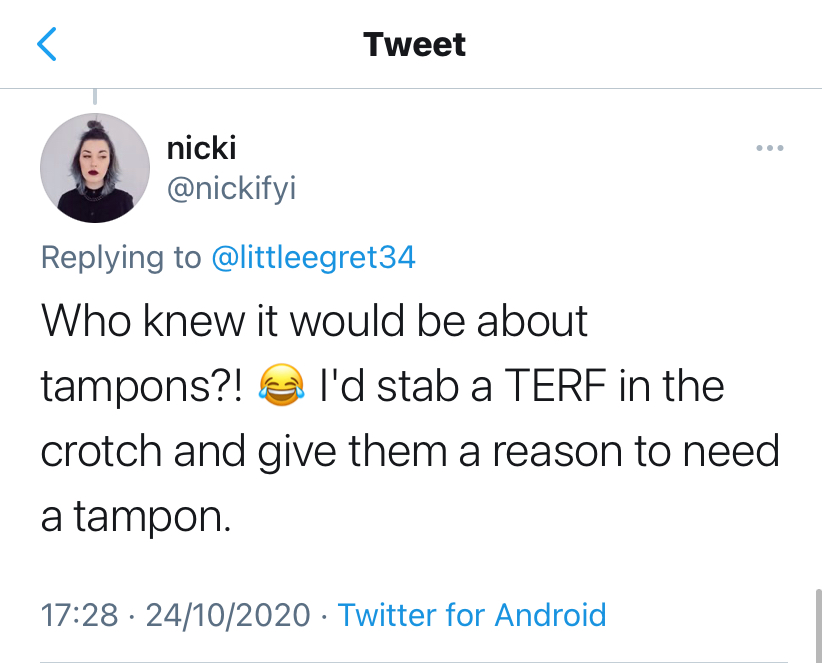 Tweet
nicki
@nickifyi
Replying to @littleegret34
Who knew it would be about
tampons?! 😂 I'd stab a TERF in the
crotch and give them a reason to need
a tampon.
17:28 · 24/10/2020 · Twitter for Android